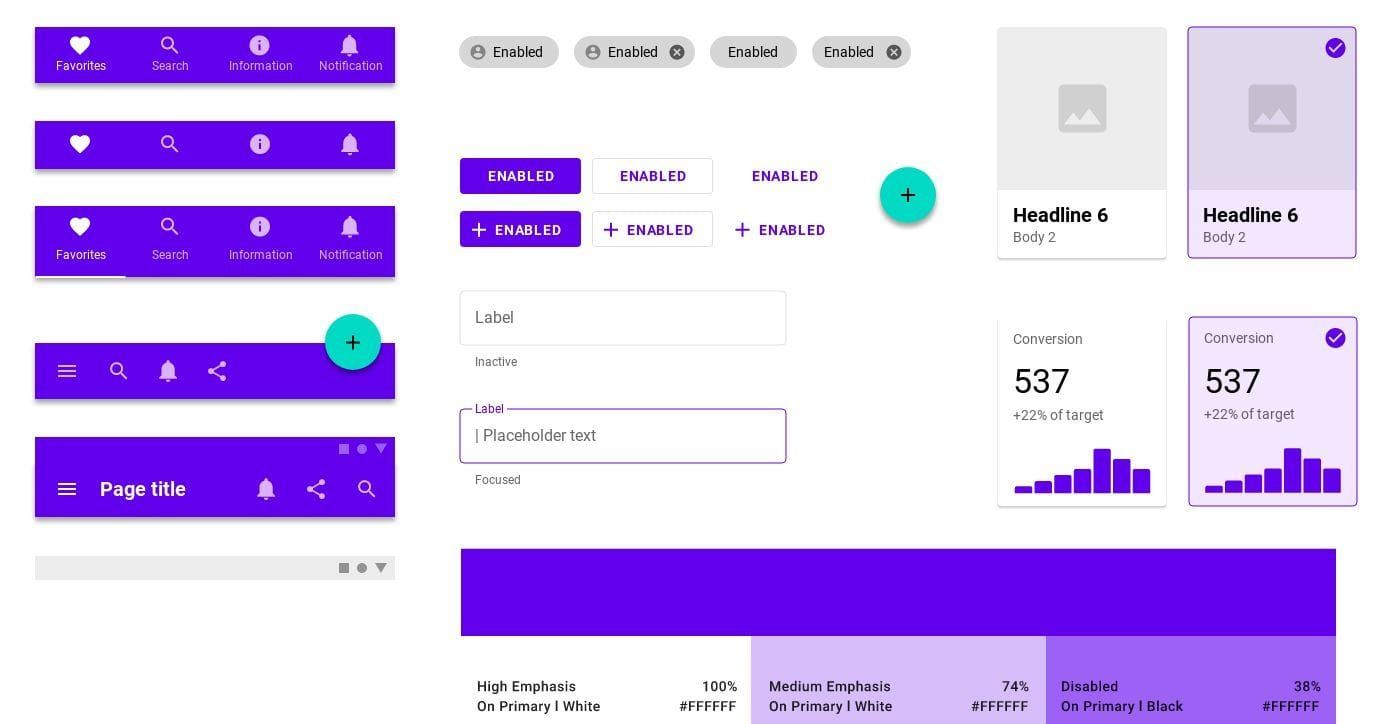 Favorites Search Information Notification
Favorites Search Information Notification
Page title
Enabled Enabled Enabled Enabled
ENABLED ENABLED ENABLED
ENABLED ENABLED ENABLED
Label
Inactive
Label
| Placeholder text
Focused
Headline 6
Body 2
Headline 6
Body 2
Conversion
537
+22% of target
Conversion
537
+22% of target
High Emphasis 100%
On Primary l White #FFFFFF
Medium Emphasis 74%
On Primary l White #FFFFFF
Disabled 38%
On Primary l Black #FFFFFF